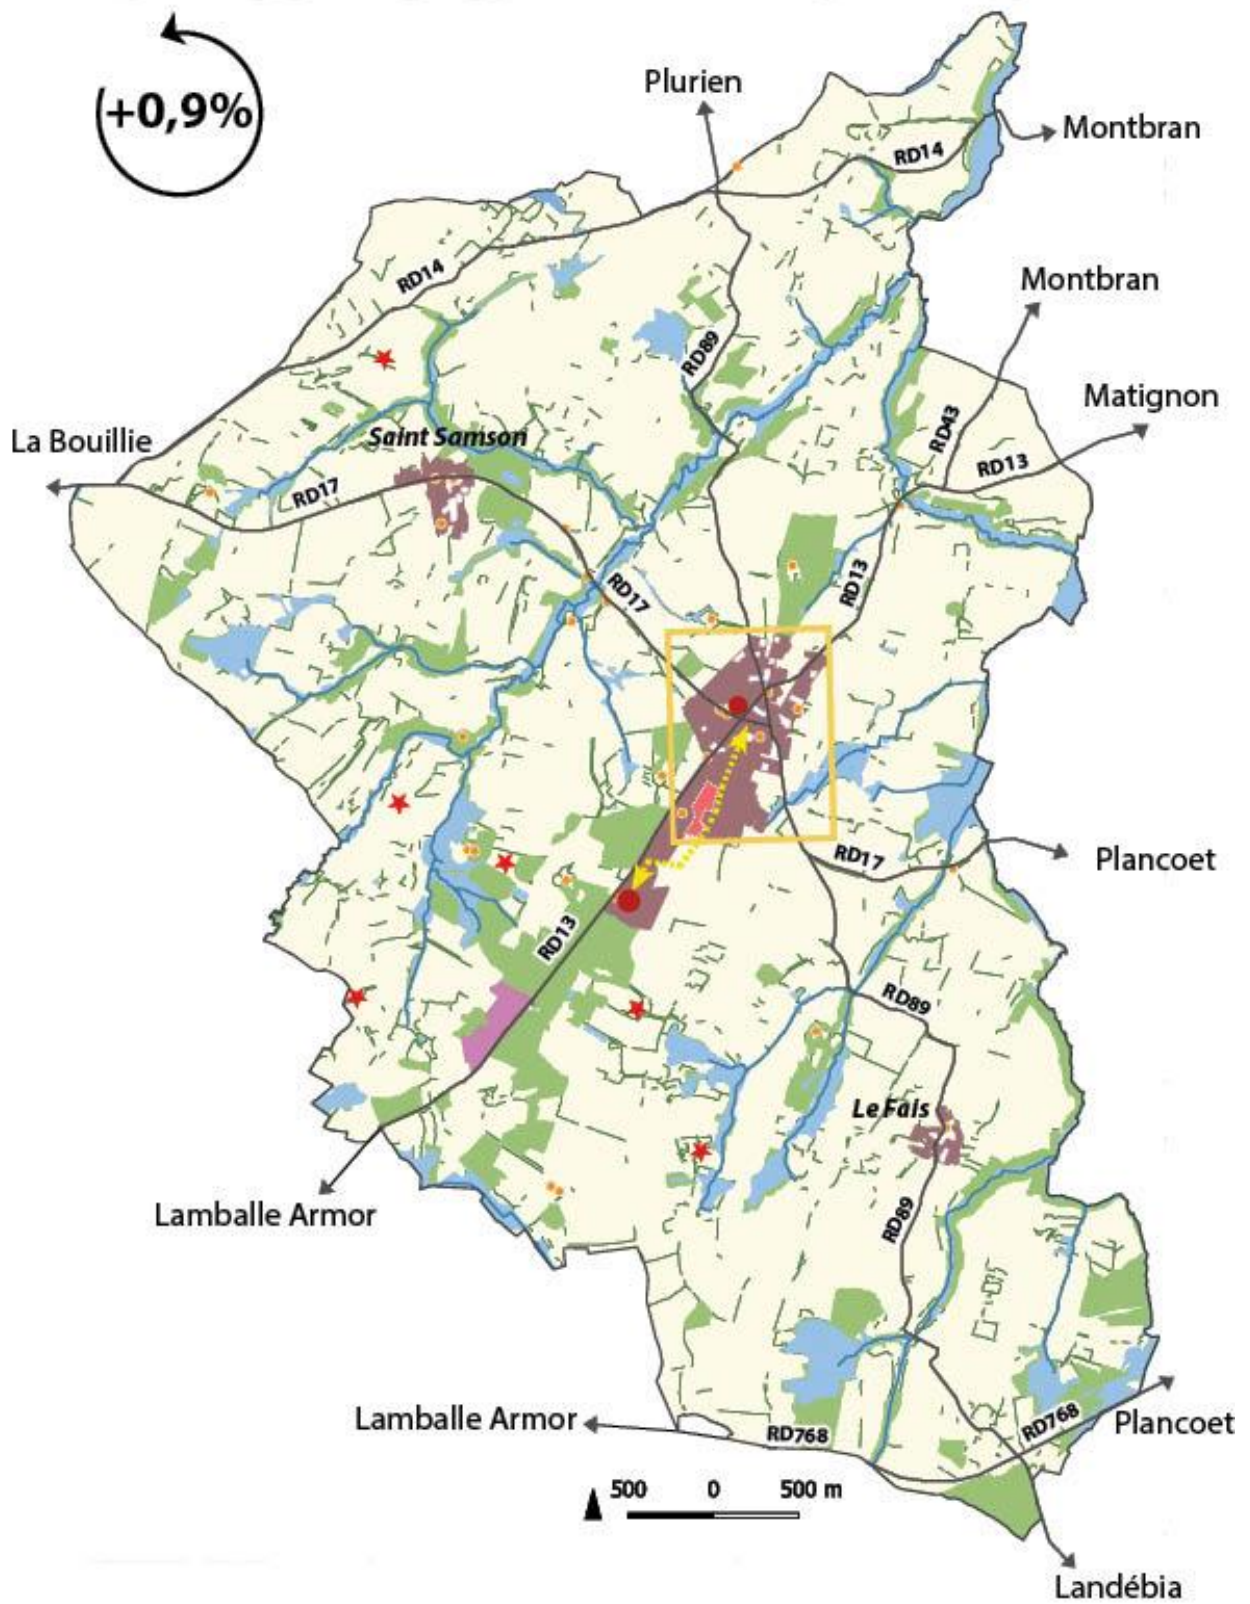 (+0,9%)
Plurien
Montbran
RD14
Montbran
RD14
RD89
Matignon
RD43
La Bouillie
Saint Samson
RD13
RD17
RD17
RD13
RD17
Plancoet
RD13
RD89
Le Fais
Lamballe Armor
RD89
Lamballe Armor
RD768
RD768
Plancoet
500 0 500 m
Landébia